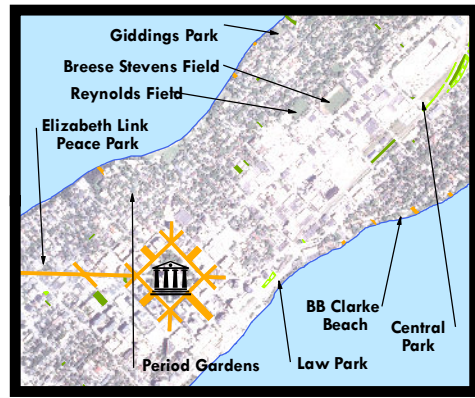 Giddings Park
Breese Stevens Field
Reynolds Field
Elizabeth Link
Peace Park
BB Clarke
Beach
Central
Park
Period Gardens
Law Park